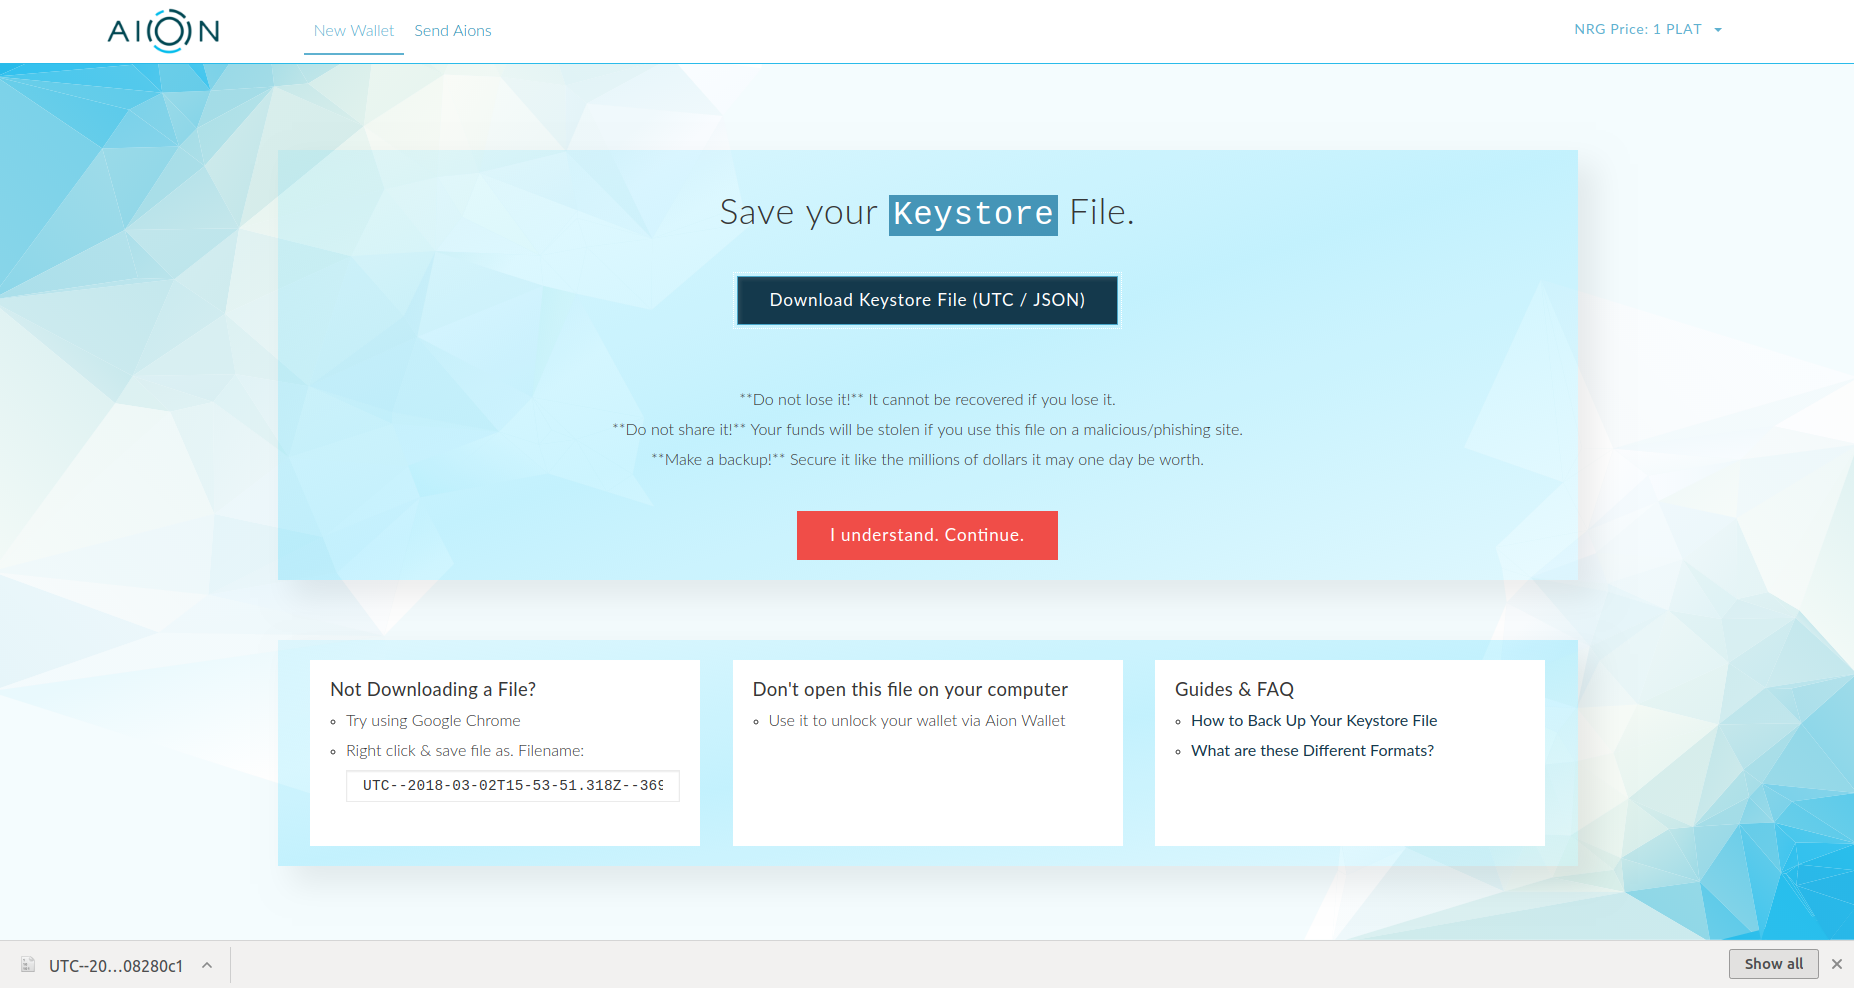 AION
New Wallet
Send Aions
NRG Price: 1 PLAT
Save your Keystore File.
Download Keystore File (UTC / JSON)
**Do not lose it!** It cannot be recovered if you lose it.
**Do not share it!** Your funds will be stolen if you use this file on a malicious/phishing site.
**Make a backup!** Secure it like the millions of dollars it may one day be worth.
I understand. Continue.
Not Downloading a File?
Try using Google Chrome
Right click & save file as. Filename:
UTC--2018-03-02T15-53-51.318Z--369
Don't open this file on your computer
Use it to unlock your wallet via Aion Wallet
Guides & FAQ
How to Back Up Your Keystore File
What are these Different Formats?
UTC--20...08280c1
Show all